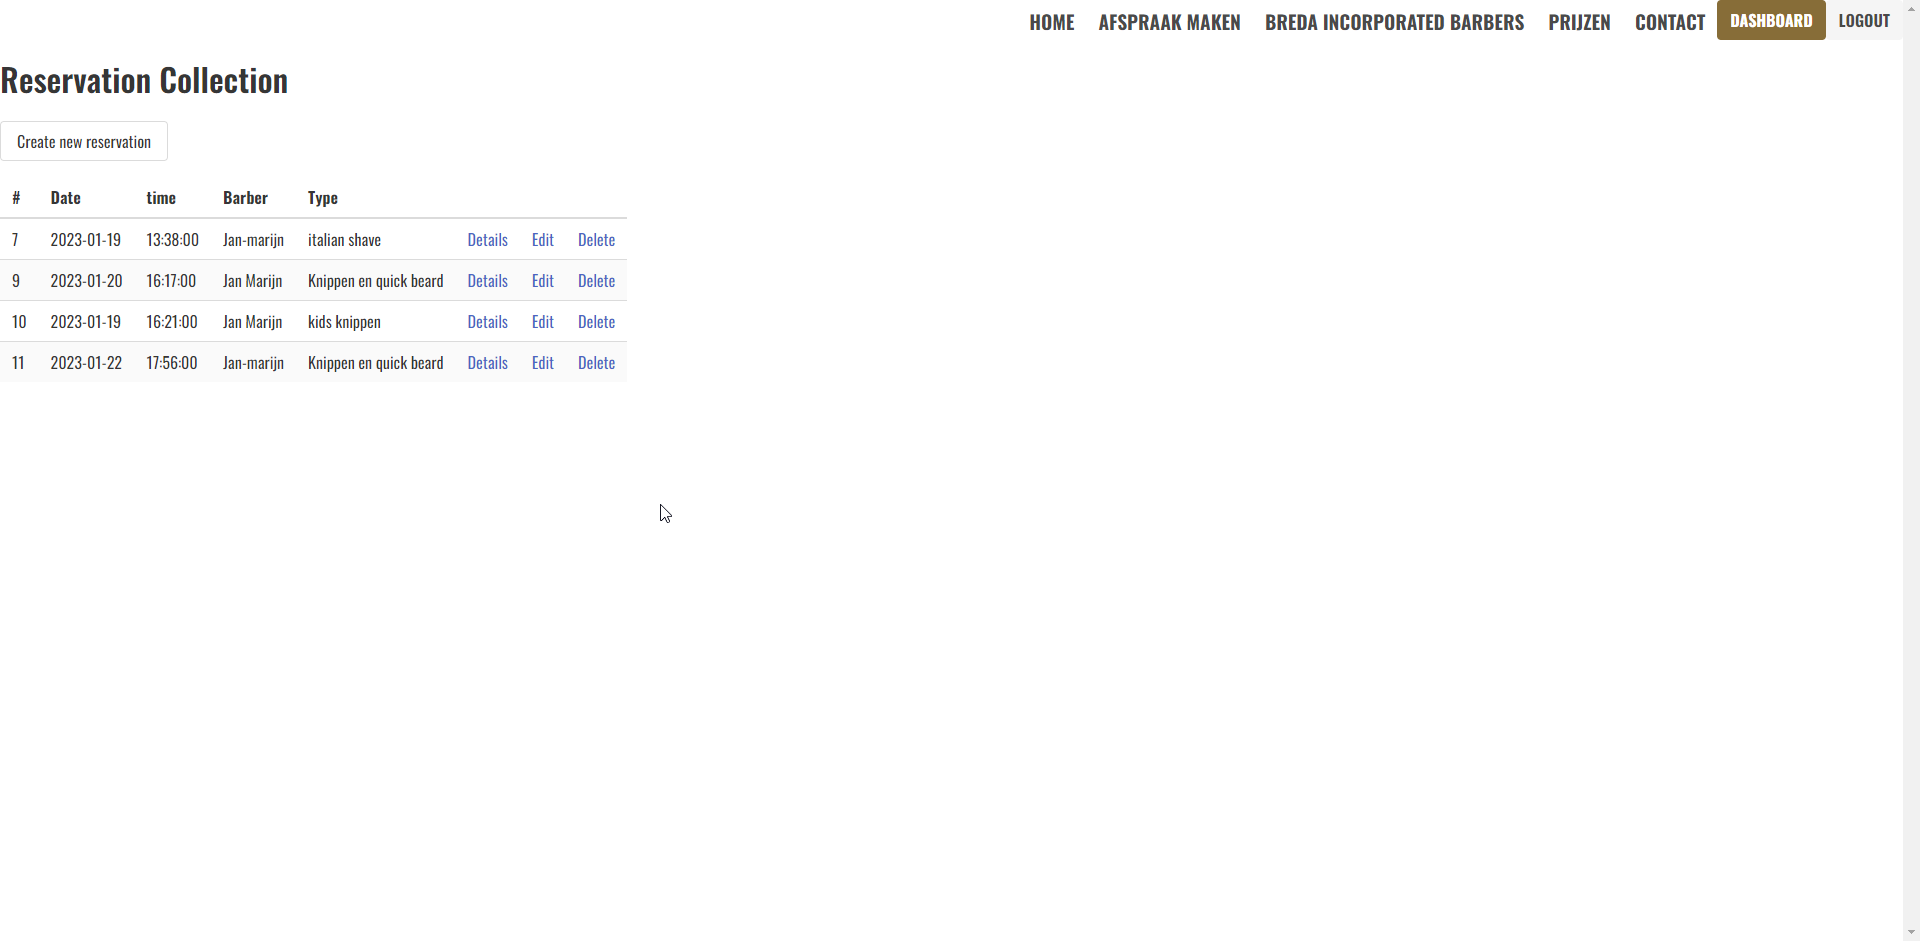 HOME AFSPRAAK MAKEN BREDA INCORPORATED BARBERS PRIJZEN CONTACT DASHBOARD LOGOUT
Reservation Collection
Create new reservation
# Date time Barber Type
7 2023-01-19 13:38:00 Jan-marijn italian shave Details Edit Delete
9 2023-01-20 16:17:00 Jan Marijn Knippen en quick beard Details Edit Delete
10 2023-01-19 16:21:00 Jan Marijn kids knippen Details Edit Delete
11 2023-01-22 17:56:00 Jan-marijn Knippen en quick beard Details Edit Delete